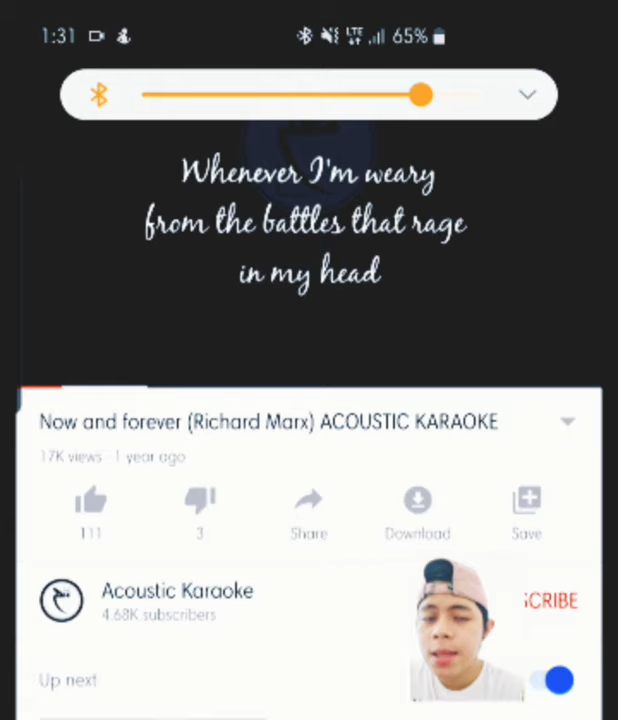 1:31 LTE 65%
Whenever I'm weary
from the battles that rage
in my head
Now and forever (Richard Marx) ACOUSTIC KARAOKE
17K views · 1 year ago
111 3 Share Download Save
Acoustic Karaoke
SCRIBE
4.68K subscribers
Up next